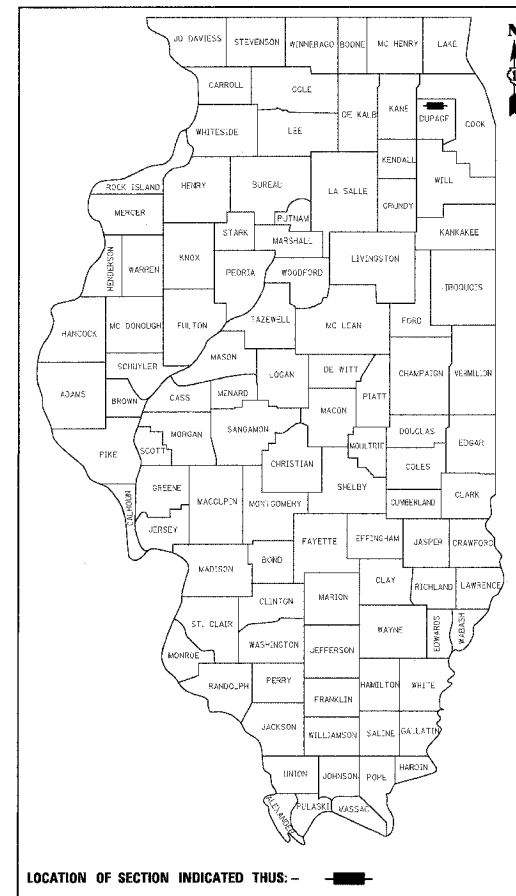 N
JO DAVIESS
STEVENSON
WINNEBAGO
BOONE
MC HENRY
LAKE
CARROLL
OGLE
DE KALB
KANE
DUPAGE
COOK
WHITESIDE
LEE
KENDALL
WILL
ROCK ISLAND
HENRY
BUREAU
LA SALLE
GRUNDY
MERCER
PUTNAM
KANKAKEE
HENDERSON
WARREN
KNOX
STARK
MARSHALL
LIVINGSTON
PEORIA
WOODFORD
IROQUOIS
HANCOCK
MC DONOUGH
FULTON
TAZEWELL
MC LEAN
FORD
MASON
SCHUYLER
LOGAN
DE WITT
CHAMPAIGN
VERMILION
ADAMS
BROWN
CASS
MENARD
PIATT
MACON
MORGAN
SANGAMON
DOUGLAS
MOULTRIE
EDGAR
PIKE
SCOTT
CHRISTIAN
COLES
SHELBY
GREENE
MACOUPIN
MONTGOMERY
CUMBERLAND
CLARK
CALHOUN
JERSEY
FAYETTE
EFFINGHAM
JASPER
CRAWFORD
BOND
MADISON
CLAY
RICHLAND
LAWRENCE
CLINTON
MARION
ST. CLAIR
WAYNE
EDWARDS
WABASH
WASHINGTON
JEFFERSON
MONROE
RANDOLPH
PERRY
HAMILTON
WHITE
FRANKLIN
JACKSON
WILLIAMSON
SALINE
GALLATIN
UNION
JOHNSON
POPE
HARDIN
ALEXANDER
PULASKI
MASSAC
LOCATION OF SECTION INDICATED THUS: -